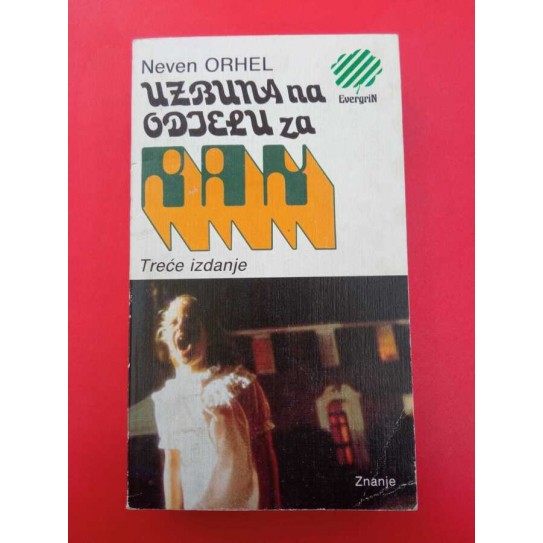 Neven ORHEL
UZBUNA na
EvergriN
ODJELU za
RAK
Treće izdanje
Znanje